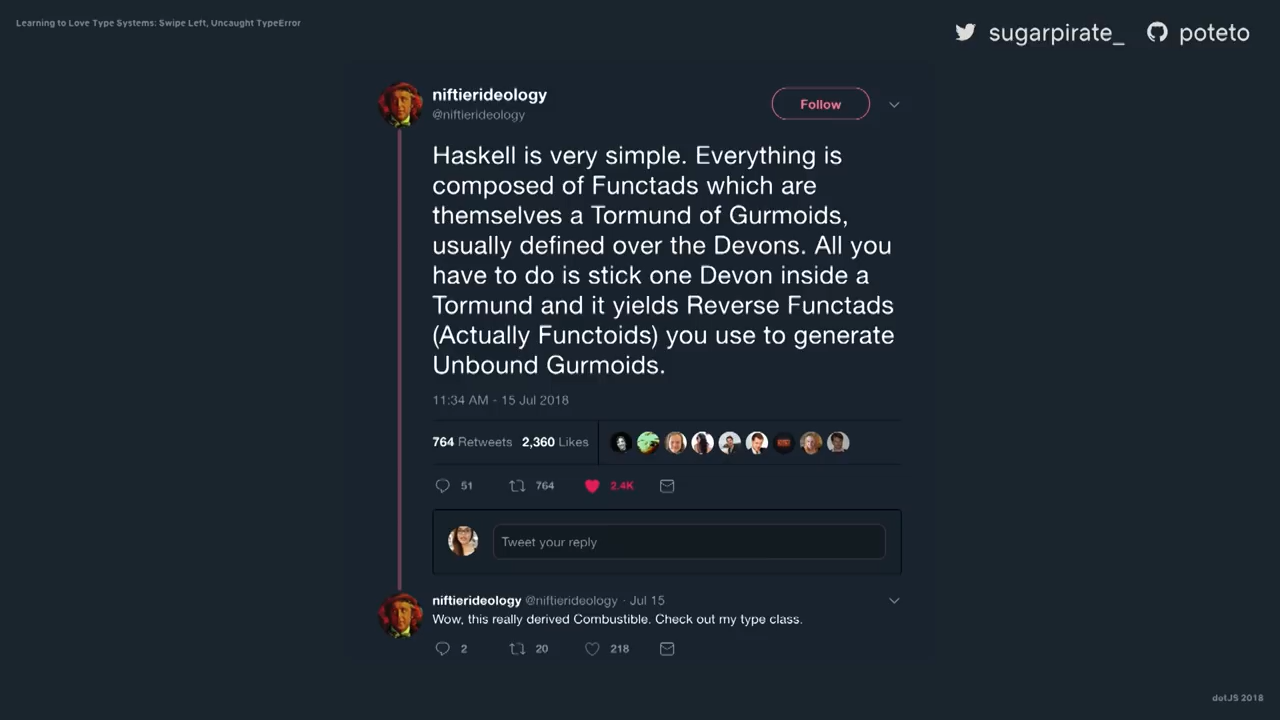 Learning to Love Type Systems: Swipe Left, Uncaught TypeError
sugarpirate_ poteto
niftierideology
@niftierideology
Follow
Haskell is very simple. Everything is
composed of Functads which are
themselves a Tormund of Gurmoids,
usually defined over the Devons. All you
have to do is stick one Devon inside a
Tormund and it yields Reverse Functads
(Actually Functoids) you use to generate
Unbound Gurmoids.
11:34 AM - 15 Jul 2018
764 Retweets 2,360 Likes
51 764 2.4K
Tweet your reply
niftierideology @niftierideology · Jul 15
Wow, this really derived Combustible. Check out my type class.
2 20 218
dotJS 2018